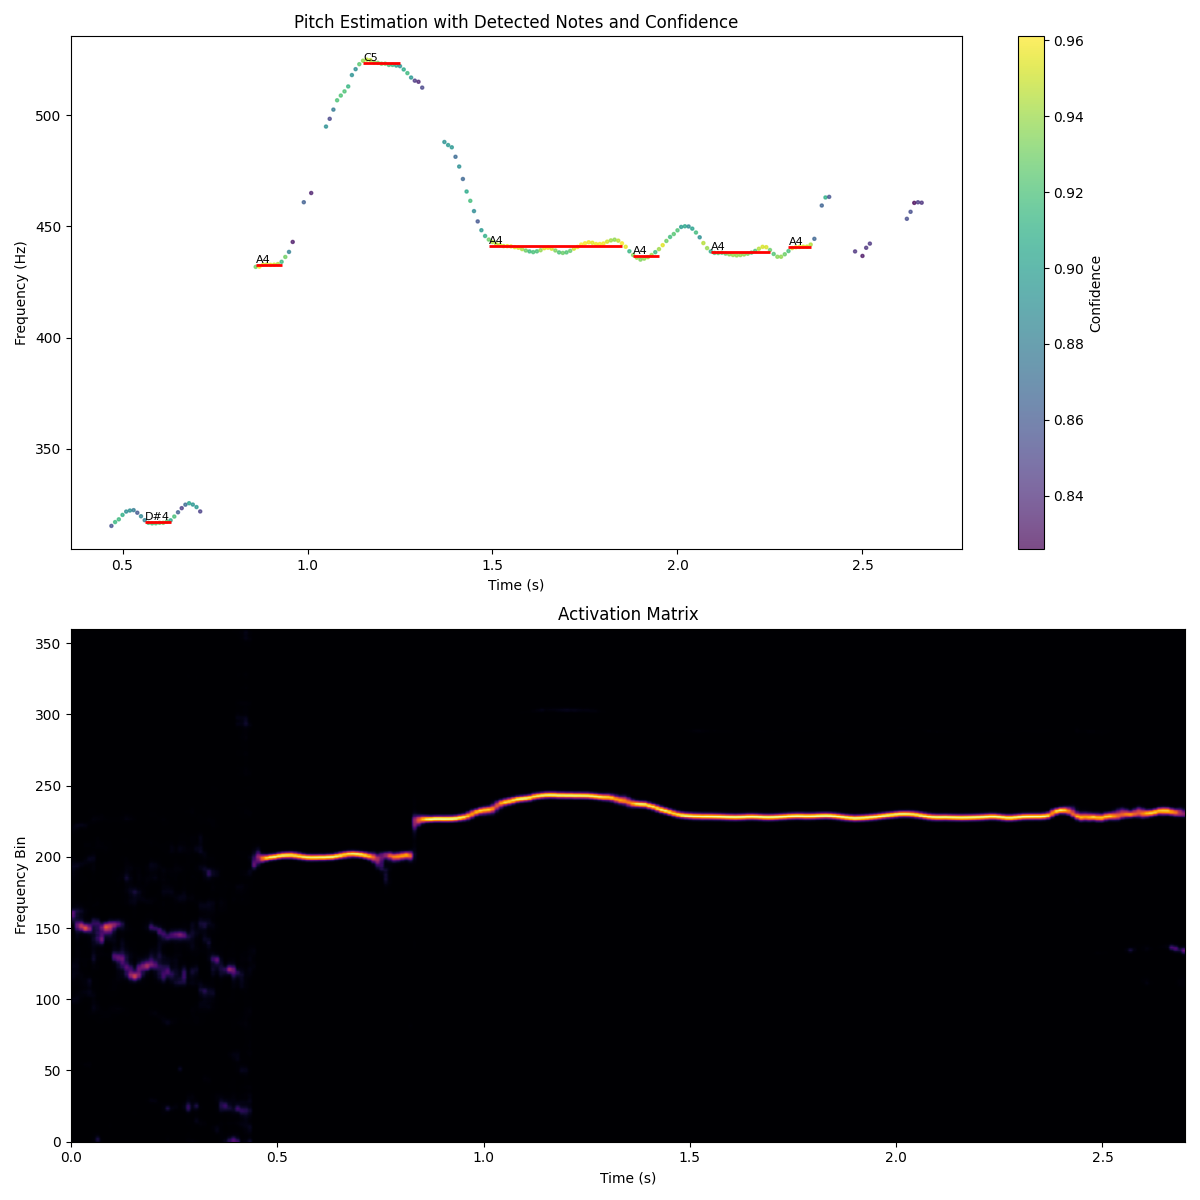 Pitch Estimation with Detected Notes and Confidence
Frequency (Hz)
500
450
400
350
C5
A4
A4
A4
A4
A4
D#4
0.5
1.0
1.5
2.0
2.5
Time (s)
0.96
0.94
0.92
0.90
0.88
0.86
0.84
Confidence
Activation Matrix
Frequency Bin
350
300
250
200
150
100
50
0
0.0
0.5
1.0
1.5
2.0
2.5
Time (s)